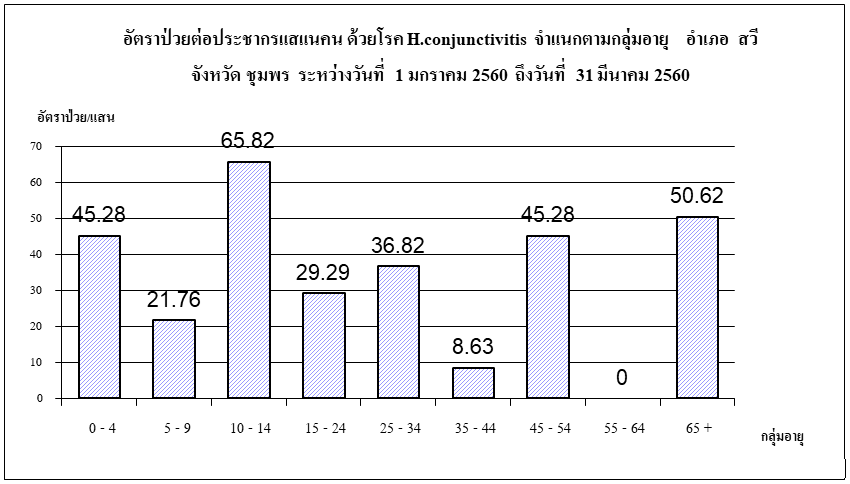 อัตราป่วยต่อประชากรแสแนคน ด้วยโรค H.conjunctivitis จำแนกตามกลุ่มอายุ อำเภอ สวี
จังหวัด ชุมพร ระหว่างวันที่ 1 มกราคม 2560 ถึงวันที่ 31 มีนาคม 2560
อัตราป่วย/แสน
70
60
50
40
30
20
10
0
45.28
21.76
65.82
29.29
36.82
8.63
45.28
0
50.62
0 - 4
5 - 9
10 - 14
15 - 24
25 - 34
35 - 44
45 - 54
55 - 64
65 +
กลุ่มอายุ